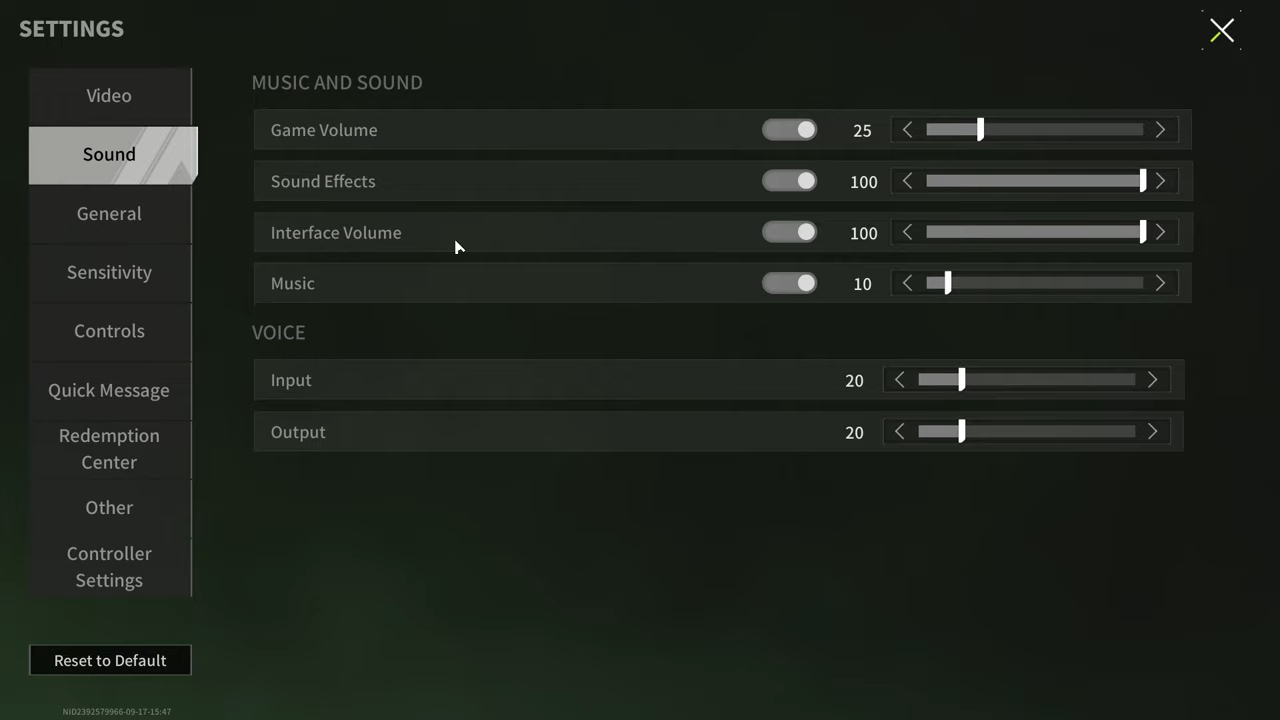 SETTINGS
Video
Sound
General
Sensitivity
Controls
Quick Message
Redemption
Center
Other
Controller
Settings
Reset to Default
MUSIC AND SOUND
Game Volume 25
Sound Effects 100
Interface Volume 100
Music 10
VOICE
Input 20
Output 20
NID2392579966-09-17-15:47